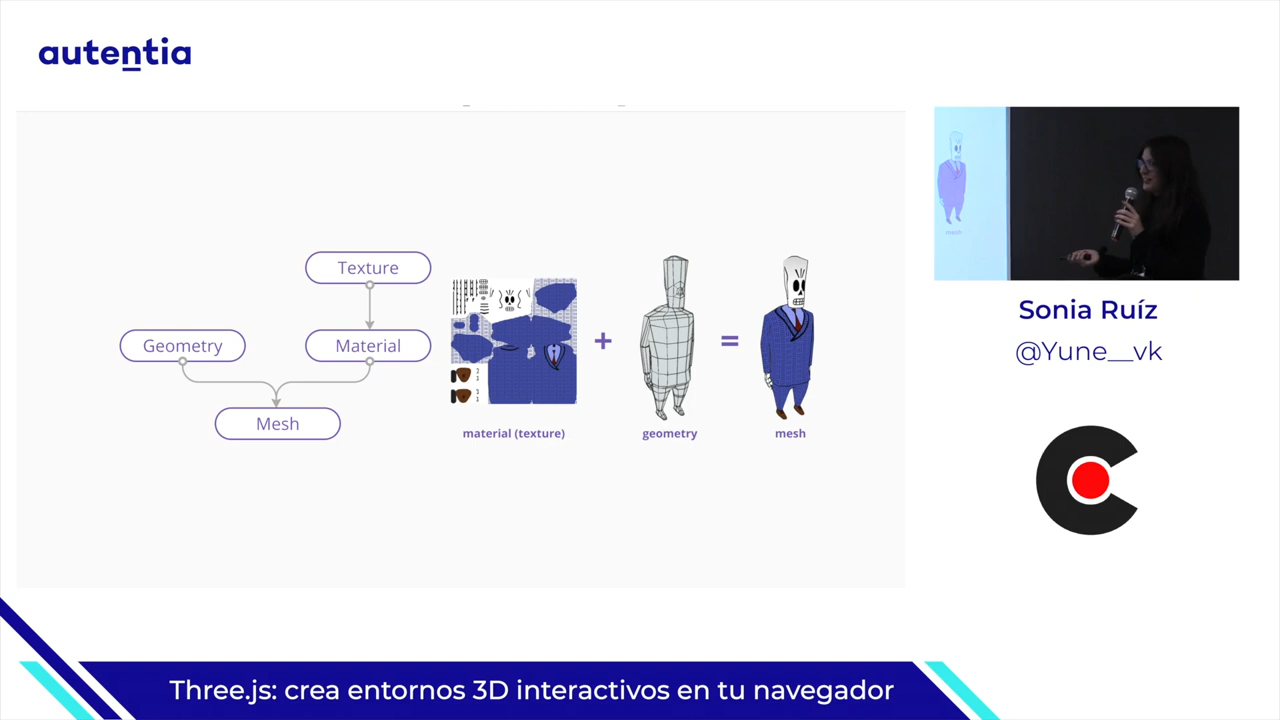 autentia
Texture
Geometry
Material
Mesh
+
=
material (texture)
geometry
mesh
mesh
Sonia Ruíz
@Yune__vk
Three.js: crea entornos 3D interactivos en tu navegador